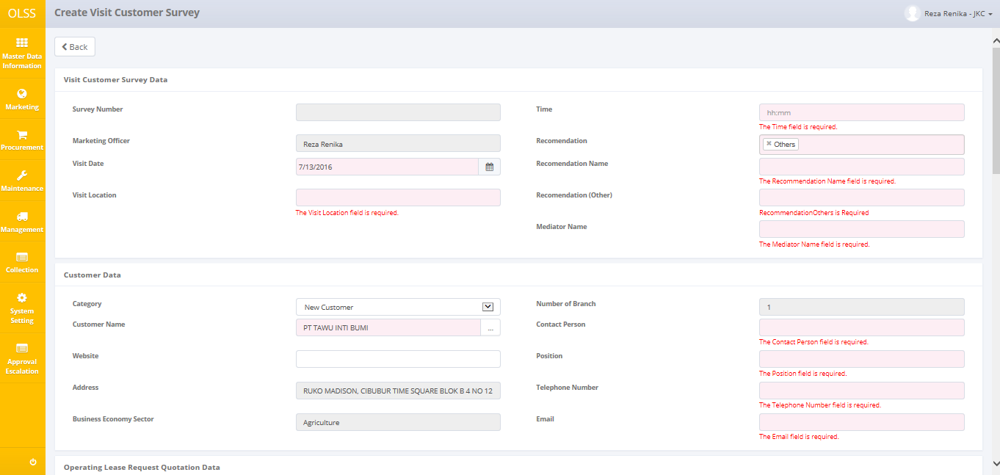 OLSS
Create Visit Customer Survey
Reza Renika - JKC
Master Data
Information
Marketing
Procurement
Maintenance
Management
Collection
System
Setting
Approval
Escalation
Back
Visit Customer Survey Data
Survey Number
Marketing Officer
Reza Renika
Visit Date
7/13/2016
Visit Location
The Visit Location field is required.
Time
hh:mm
The Time field is required.
Recomendation
× Others
Recomendation Name
The Recommendation Name field is required.
Recomendation (Other)
RecommendationOthers is Required
Mediator Name
The Mediator Name field is required.
Customer Data
Category
New Customer
Customer Name
PT TAWU INTI BUMI
...
Website
Address
RUKO MADISON, CIBUBUR TIME SQUARE BLOK B 4 NO 12
Business Economy Sector
Agriculture
Number of Branch
1
Contact Person
The Contact Person field is required.
Position
The Position field is required.
Telephone Number
The Telephone Number field is required.
Email
The Email field is required.
Operating Lease Request Quotation Data